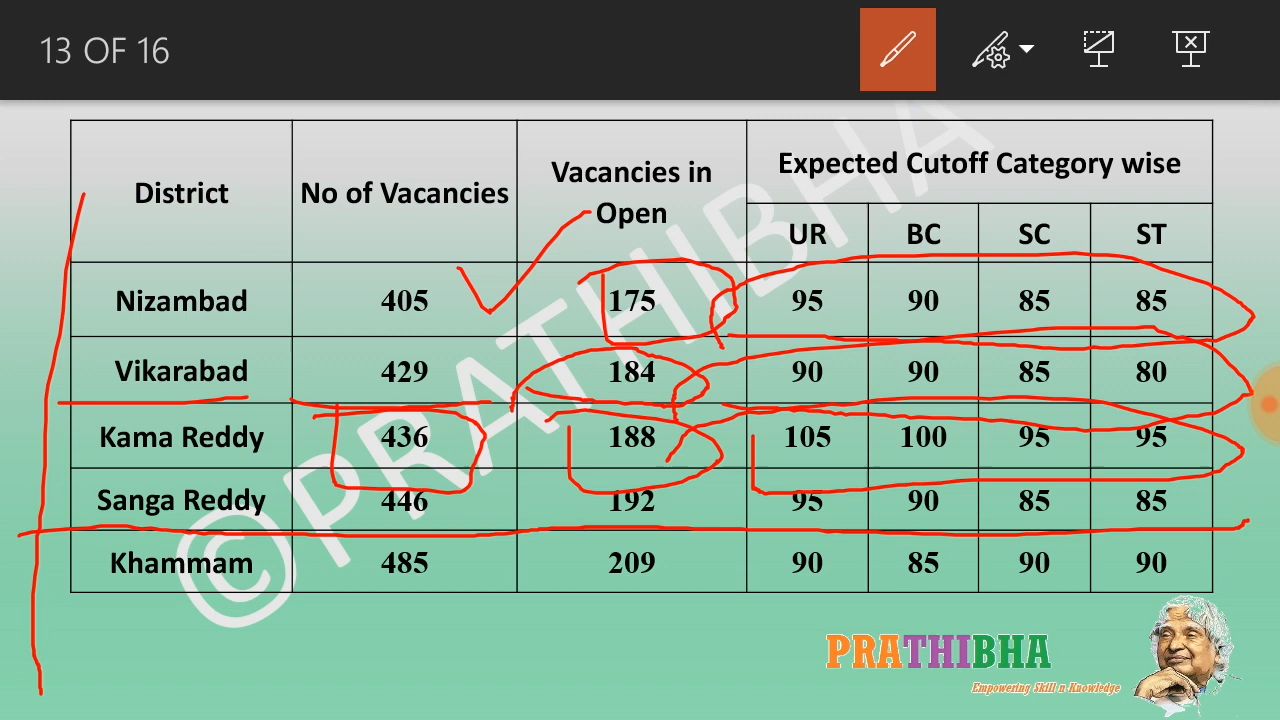 13 OF 16
District No of Vacancies Vacancies in Open Expected Cutoff Category wise
UR BC SC ST
Nizambad 405 175 95 90 85 85
Vikarabad 429 184 90 90 85 80
Kama Reddy 436 188 105 100 95 95
Sanga Reddy 446 192 95 90 85 85
Khammam 485 209 90 85 90 90
©PRATHIBHA
PRATHIBHA
Empowering Skill n Knowledge